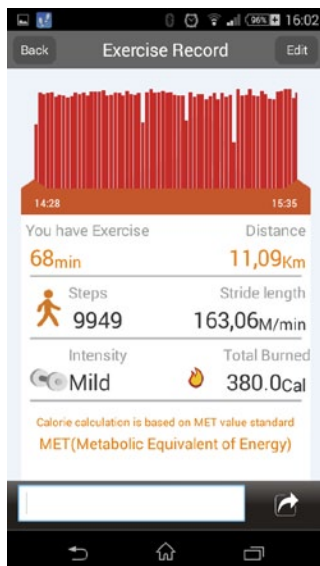 96% 16:02
Back Exercise Record Edit
14:28 15:35
You have Exercise Distance
68min 11,09Km
Steps Stride length
9949 163,06M/min
Intensity Total Burned
Mild 380.0Cal
Calorie calculation is based on MET value standard
MET(Metabolic Equivalent of Energy)